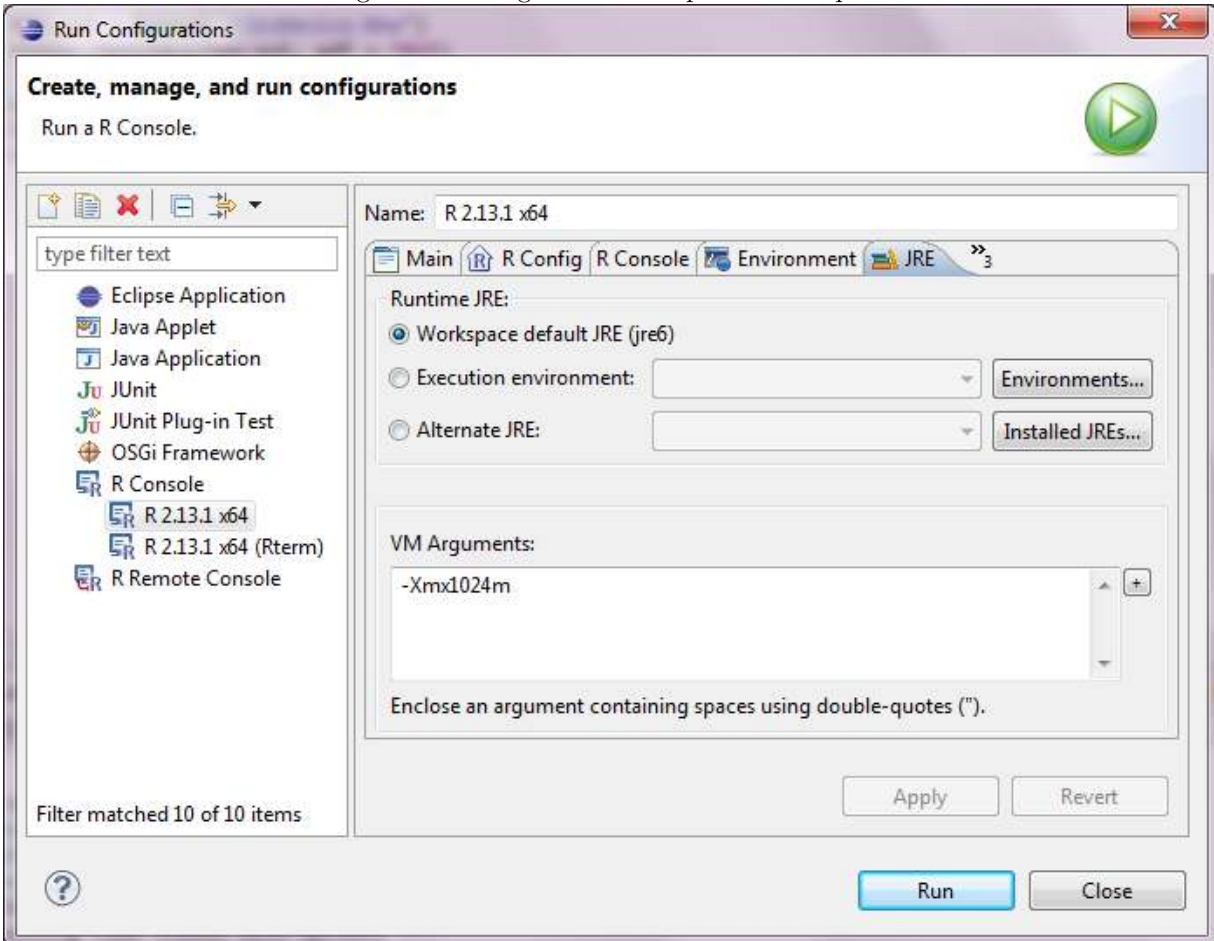 Run Configurations
Create, manage, and run configurations
Run a R Console.
type filter text
Eclipse Application
Java Applet
Java Application
JUnit
JUnit Plug-in Test
OSGi Framework
R Console
R 2.13.1 x64
R 2.13.1 x64 (Rterm)
R Remote Console
Filter matched 10 of 10 items
Name: R 2.13.1 x64
Main R Config R Console Environment JRE »3
Runtime JRE:
Workspace default JRE (jre6)
Execution environment: Environments...
Alternate JRE: Installed JREs...
VM Arguments:
-Xmx1024m
Enclose an argument containing spaces using double-quotes (").
Apply Revert
Run Close